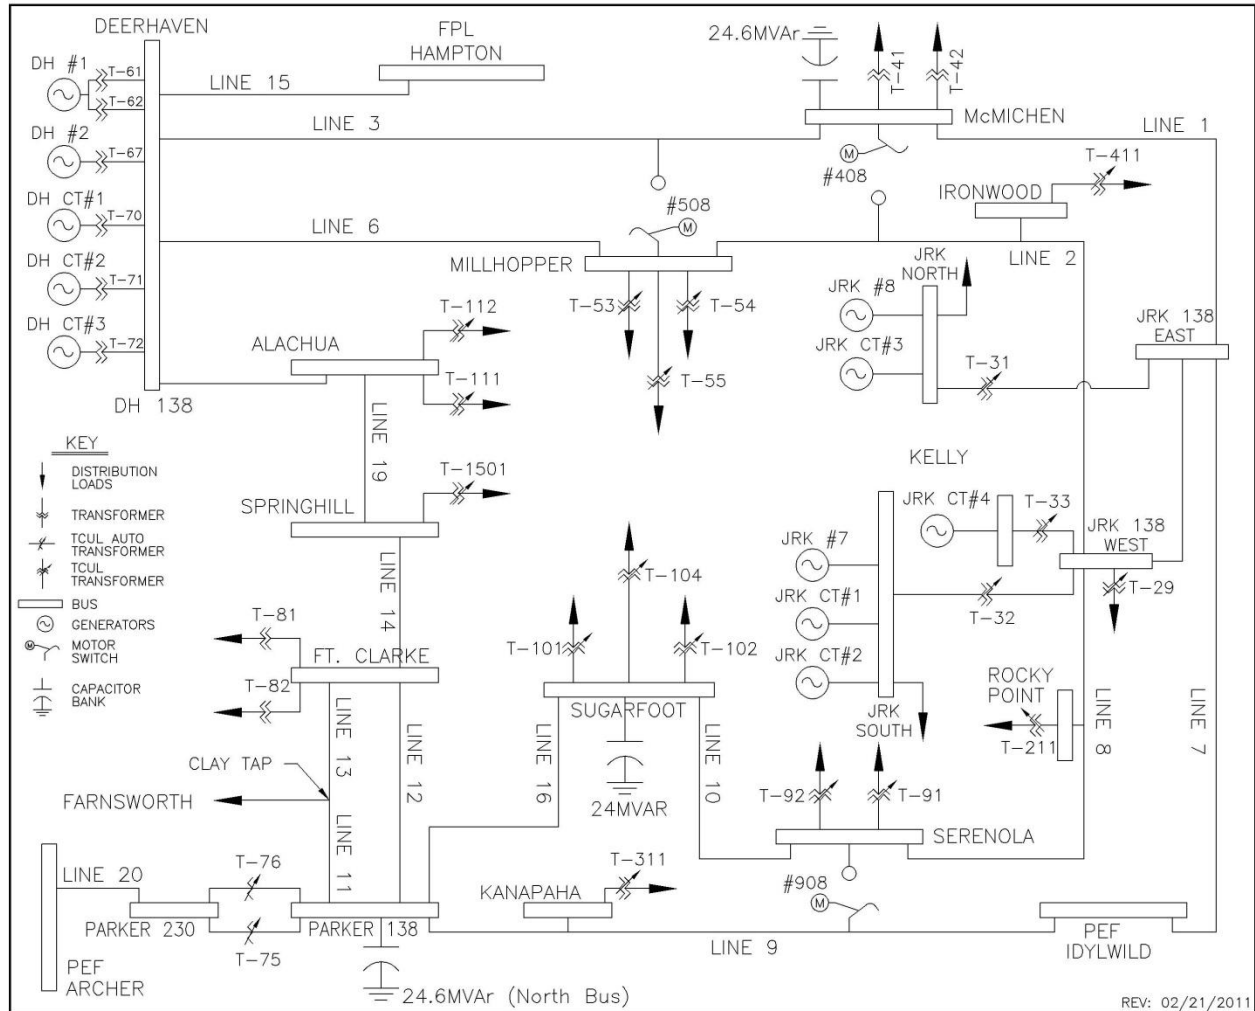 DEERHAVEN
DH #1
T-61
T-62
DH #2
T-67
DH CT#1
T-70
DH CT#2
T-71
DH CT#3
T-72
DH 138
FPL
HAMPTON
LINE 15
LINE 3
LINE 6
24.6MVAr
T-41
T-42
McMICHEN
#408
LINE 1
T-411
IRONWOOD
LINE 2
#508
MILLHOPPER
T-53
T-54
T-55
JRK
NORTH
JRK #8
JRK CT#3
T-31
JRK 138
EAST
T-112
ALACHUA
T-111
LINE 19
KEY
DISTRIBUTION
LOADS
TRANSFORMER
TCUL AUTO
TRANSFORMER
TCUL
TRANSFORMER
BUS
GENERATORS
MOTOR
SWITCH
CAPACITOR
BANK
T-1501
SPRINGHILL
LINE 14
T-81
FT. CLARKE
T-82
LINE 13
CLAY TAP
FARNSWORTH
LINE 12
LINE 11
T-104
T-101
T-102
SUGARFOOT
LINE 16
24MVAR
LINE 10
KELLY
JRK CT#4
T-33
JRK 138
WEST
JRK #7
T-29
JRK CT#1
T-32
JRK CT#2
JRK
SOUTH
ROCKY
POINT
T-211
LINE 8
LINE 7
T-92
T-91
SERENOLA
#908
T-311
KANAPAHA
LINE 9
PEF
IDYLWILD
LINE 20
T-76
PARKER 230
T-75
PARKER 138
PEF
ARCHER
24.6MVAr (North Bus)
REV: 02/21/2011